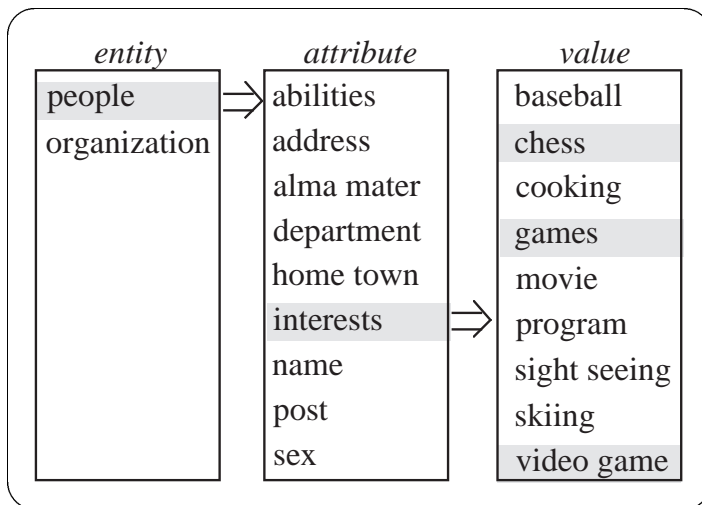 entity
people
organization
attribute
abilities
address
alma mater
department
home town
interests
name
post
sex
value
baseball
chess
cooking
games
movie
program
sight seeing
skiing
video game